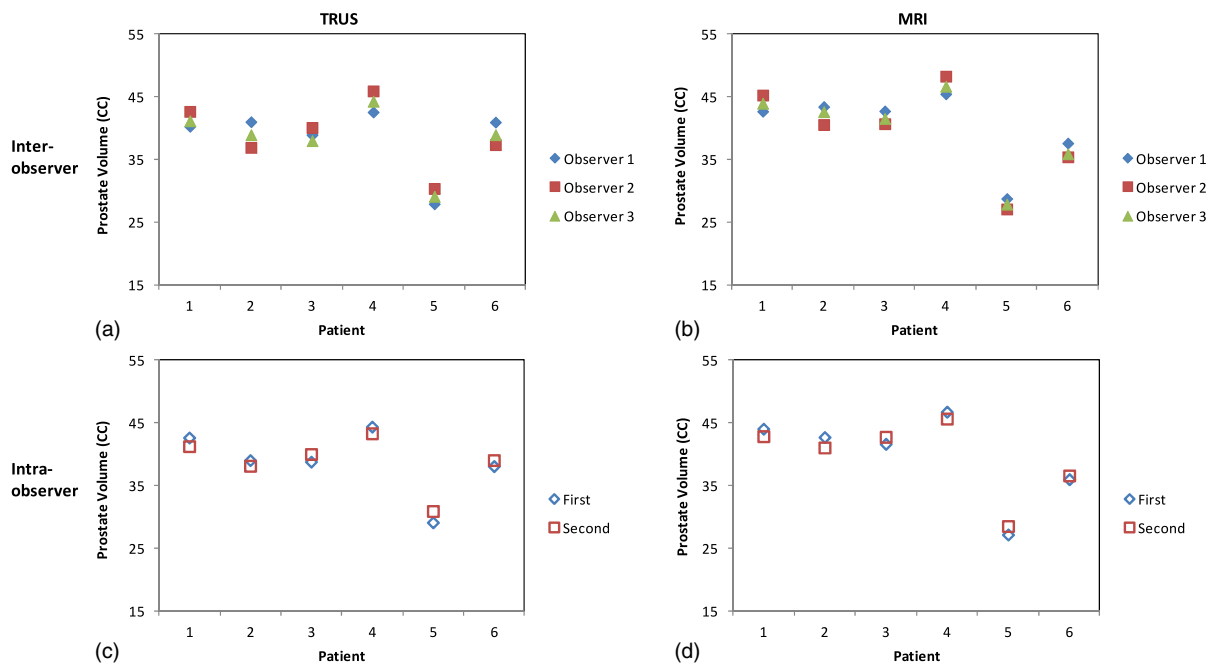 TRUS
MRI
Inter-
observer
Prostate Volume (CC)
55
45
35
25
15
1 2 3 4 5 6
Patient
(a)
Observer 1
Observer 2
Observer 3
Prostate Volume (CC)
55
45
35
25
15
1 2 3 4 5 6
Patient
(b)
Observer 1
Observer 2
Observer 3
Intra-
observer
Prostate Volume (CC)
55
45
35
25
15
1 2 3 4 5 6
Patient
(c)
First
Second
Prostate Volume (CC)
55
45
35
25
15
1 2 3 4 5 6
Patient
(d)
First
Second